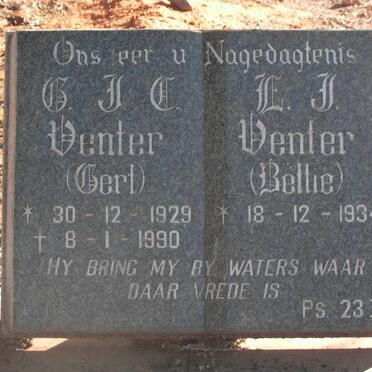 Ons eer u Nagedagtenis
G. J. C. E. J.
Venter Venter
(Gert) (Bettie)
* 30 - 12 - 1929 * 18 - 12 - 1934
† 8 - 1 - 1990
HY BRING MY BY WATERS WAAR
DAAR VREDE IS
Ps 23